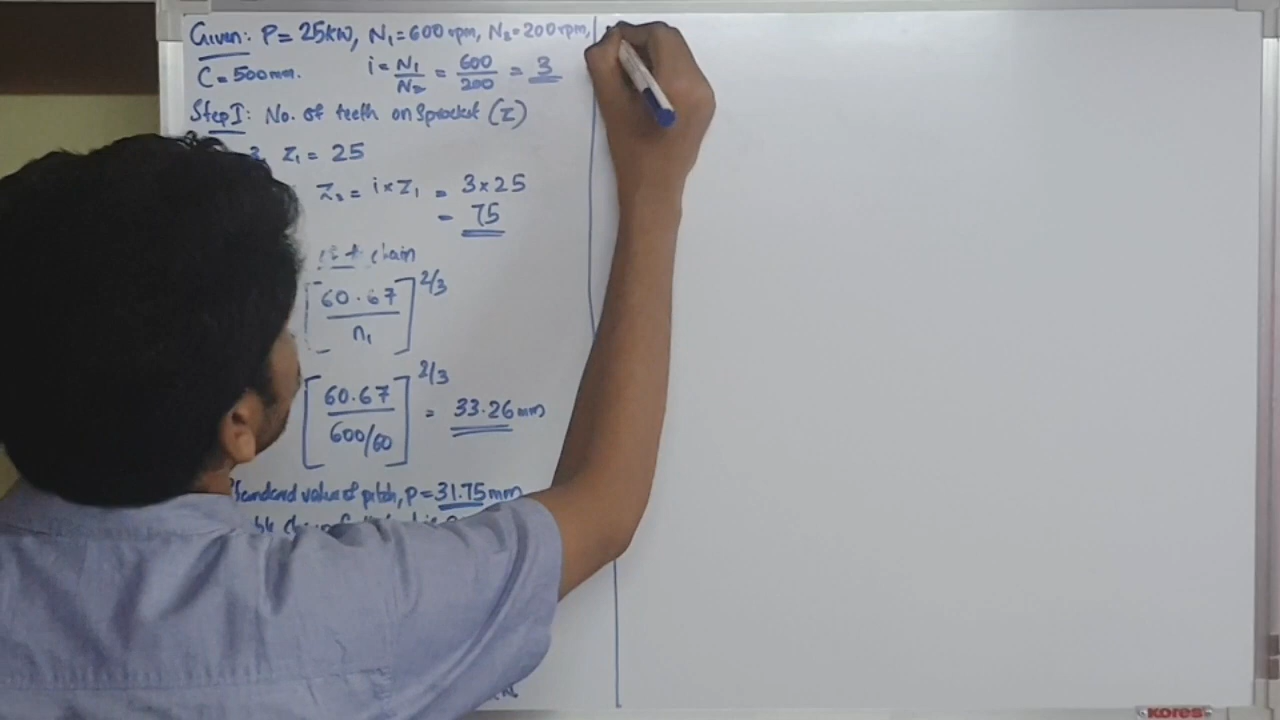 Given: P = 25kW, N₁ = 600 rpm, N₂ = 200 rpm,
C = 500mm. i = N₁/N₂ = 600/200 = 3
Step I: No. of teeth on Sprocket (Z)
3, Z₁ = 25
Z₂ = i × Z₁ = 3 × 25
= 75
of chain
[60.67/n₁]^2/3
[60.67/600/60]^2/3 = 33.26 mm
Standard value of pitch, P = 31.75 mm
KORES